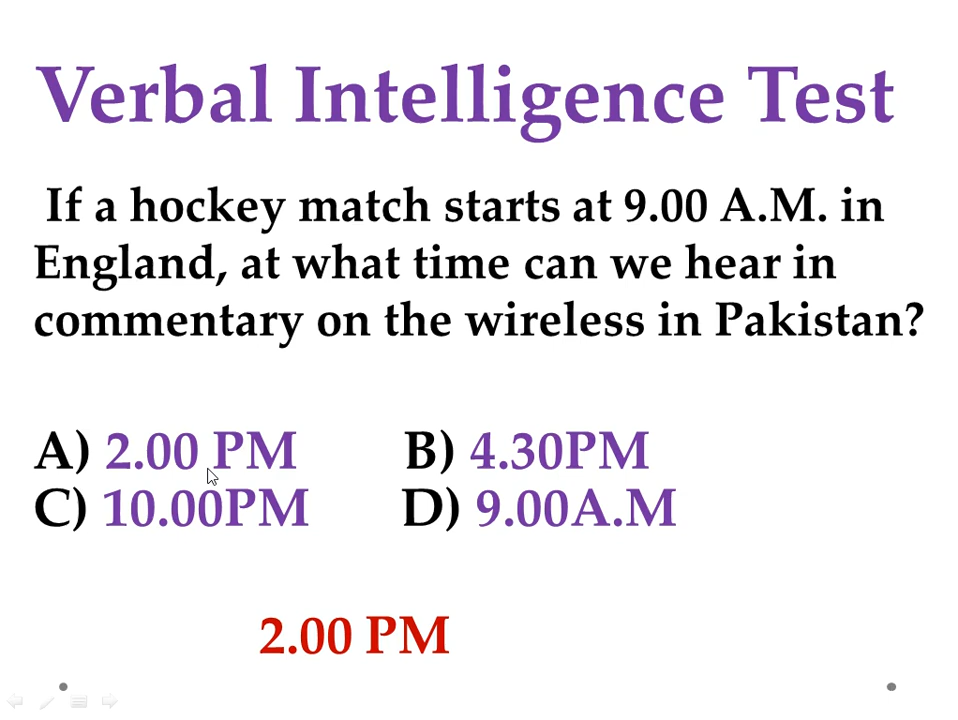 Verbal Intelligence Test
If a hockey match starts at 9.00 A.M. in
England, at what time can we hear in
commentary on the wireless in Pakistan?
A) 2.00 PM B) 4.30PM
C) 10.00PM D) 9.00A.M
2.00 PM